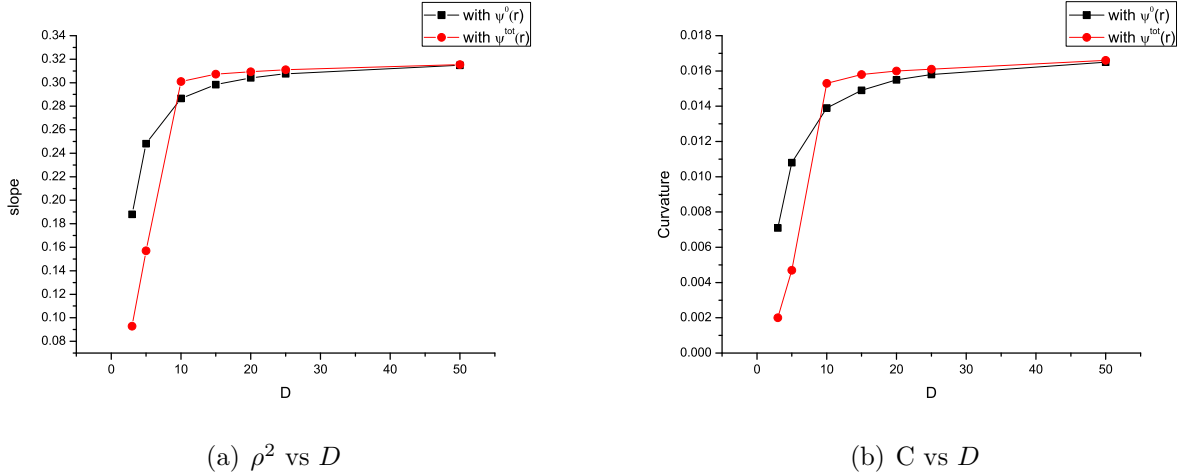 with ψ⁰(r)
with ψᵗᵒᵗ(r)
0.34
0.32
0.30
0.28
0.26
0.24
0.22
0.20
0.18
0.16
0.14
0.12
0.10
0.08
slope
0 10 20 30 40 50
D
(a) ρ² vs D
with ψ⁰(r)
with ψᵗᵒᵗ(r)
0.018
0.016
0.014
0.012
0.010
0.008
0.006
0.004
0.002
0.000
Curvature
0 10 20 30 40 50
D
(b) C vs D